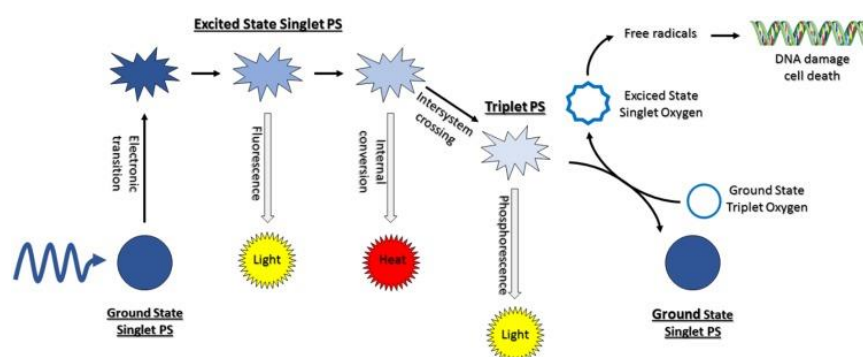 Excited State Singlet PS
Electronic
transition
Fluorescence
Internal
conversion
Intersystem
crossing
Triplet PS
Phosphorescence
Free radicals
DNA damage
cell death
Exciced State
Singlet Oxygen
Ground State
Triplet Oxygen
Light
Heat
Light
Ground State
Singlet PS
Ground State
Singlet PS